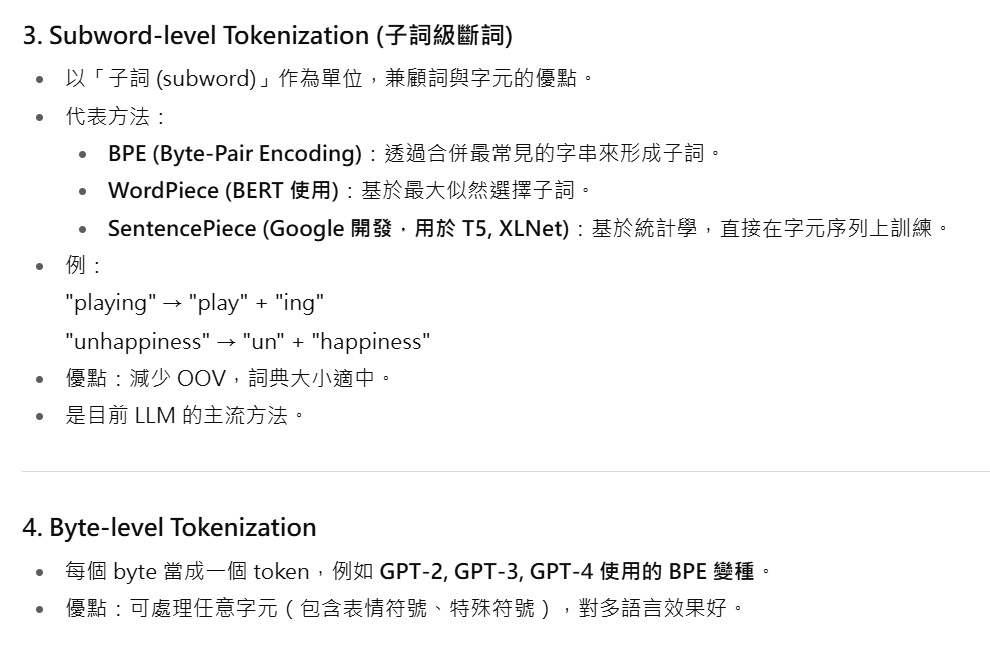 3. Subword-level Tokenization (子詞級斷詞)
以「子詞 (subword)」作為單位，兼顧詞與字元的優點。
代表方法：
BPE (Byte-Pair Encoding)：透過合併最常見的字串來形成子詞。
WordPiece (BERT 使用)：基於最大似然選擇子詞。
SentencePiece (Google 開發，用於 T5, XLNet)：基於統計學，直接在字元序列上訓練。
例：
"playing" → "play" + "ing"
"unhappiness" → "un" + "happiness"
優點：減少 OOV，詞典大小適中。
是目前 LLM 的主流方法。
4. Byte-level Tokenization
每個 byte 當成一個 token，例如 GPT-2, GPT-3, GPT-4 使用的 BPE 變種。
優點：可處理任意字元（包含表情符號、特殊符號），對多語言效果好。